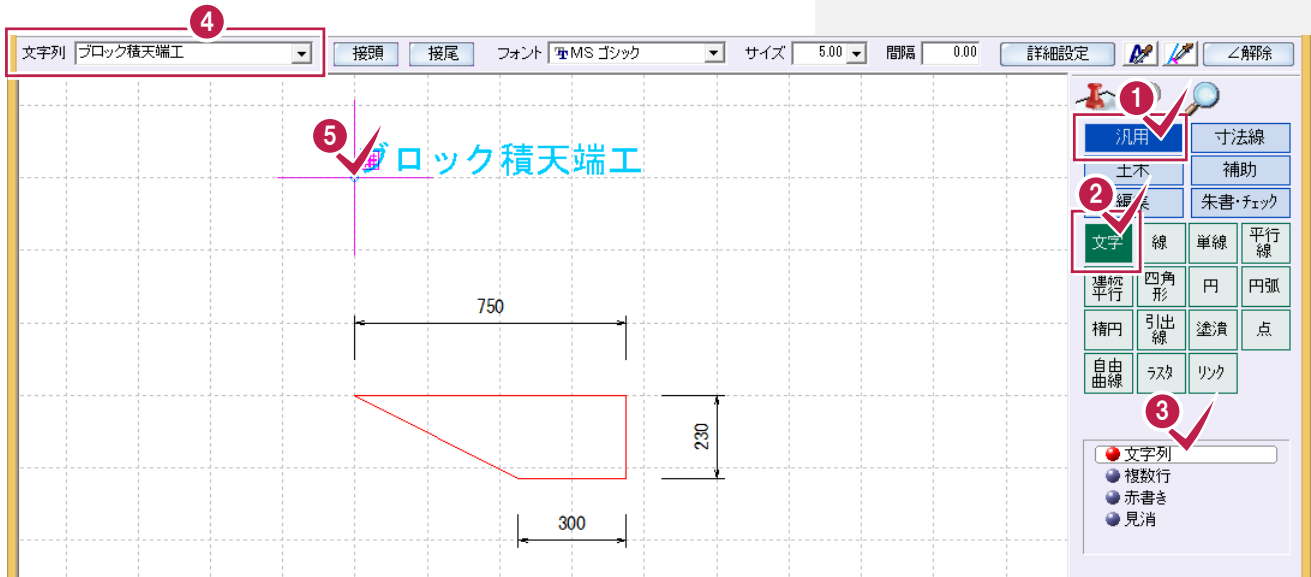 4
文字列 ブロック積天端工 接頭 接尾 フォント MS ゴシック サイズ 5.00 間隔 0.00 詳細設定 ∠解除
1
汎用 寸法線
土木 補助
2
編集 朱書・チェック
文字 線 単線 平行線
連続平行 四角形 円 円弧
楕円 引出線 塗潰 点
自由曲線 ラスタ リンク
3
文字列
複数行
赤書き
見消
5
ブロック積天端工
750
230
300